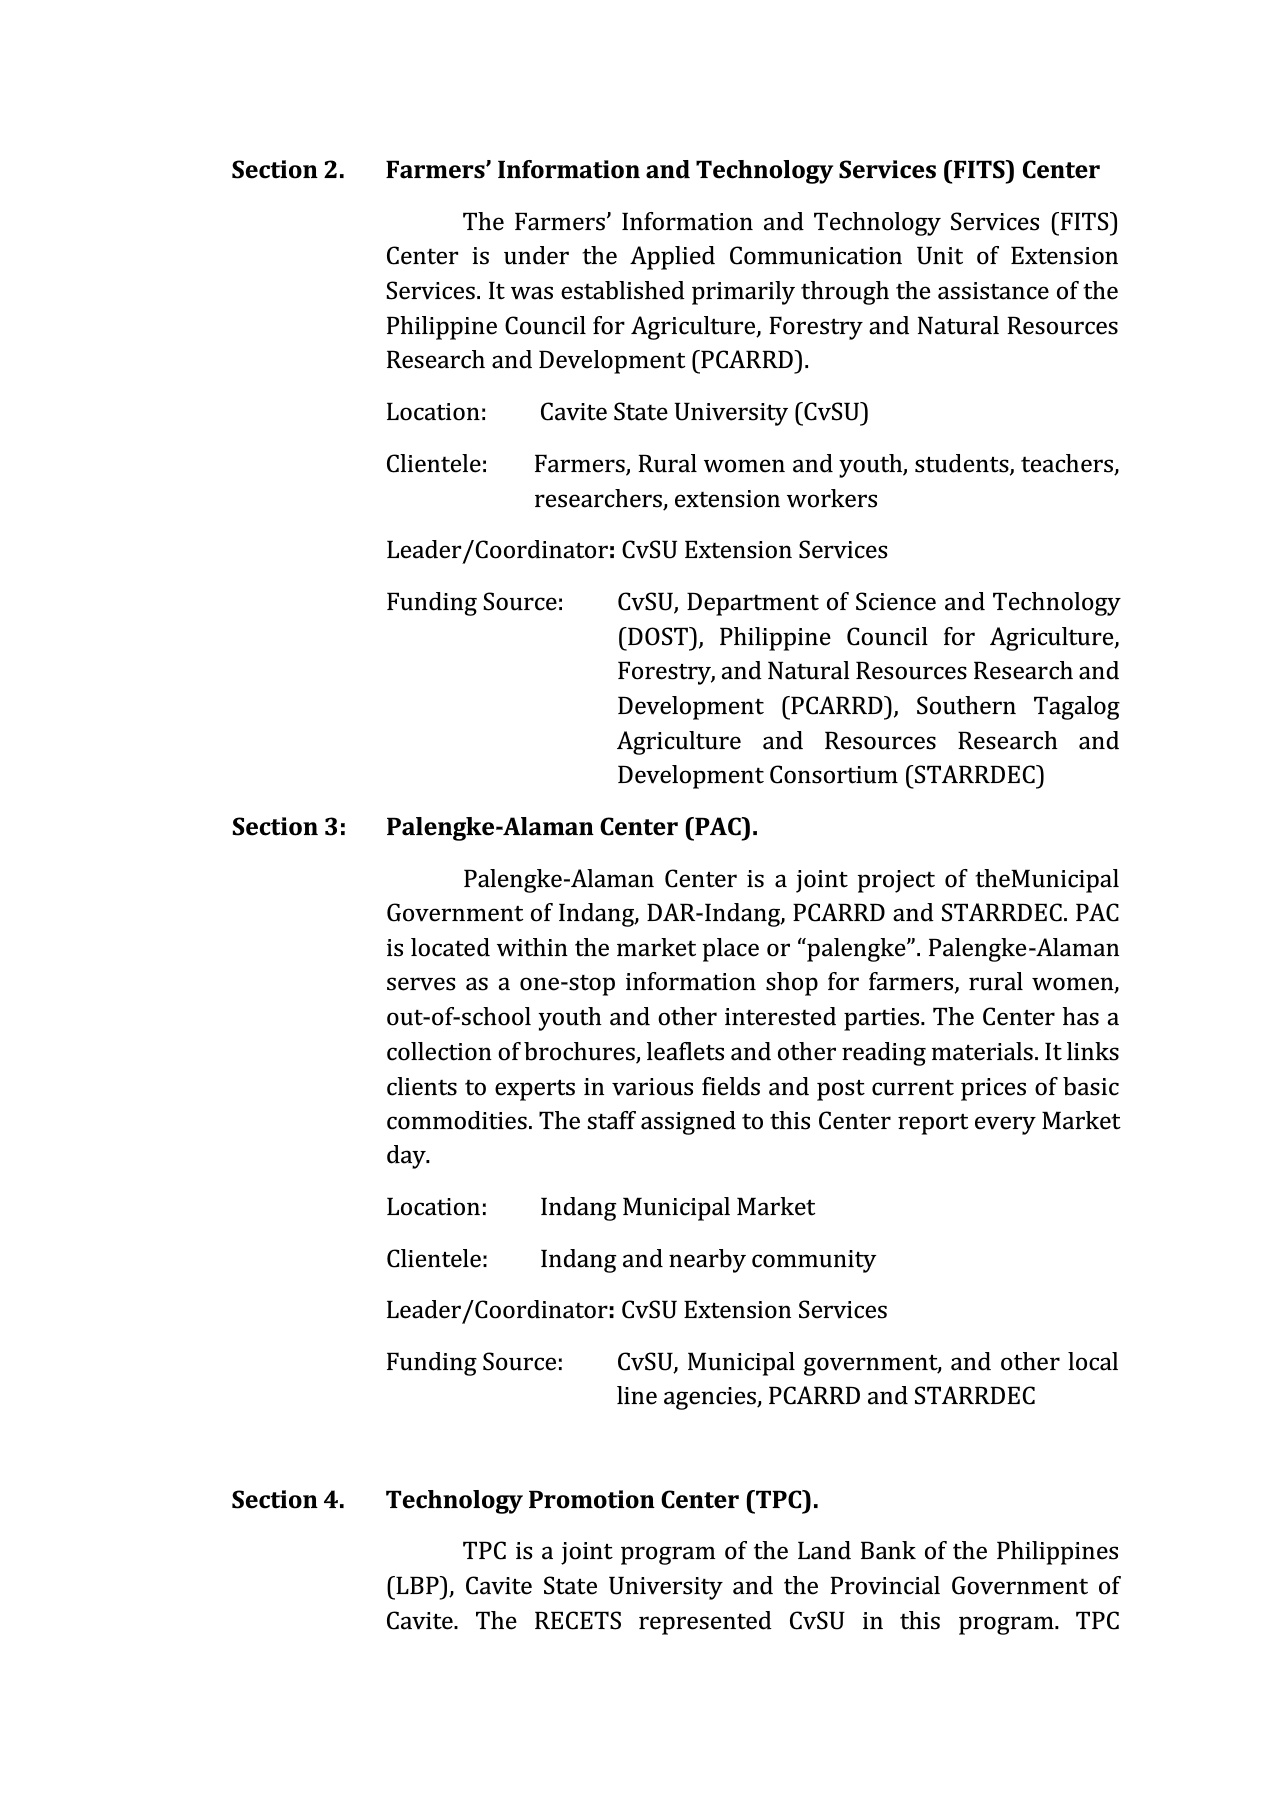 Section 2. Farmers’ Information and Technology Services (FITS) Center
The Farmers’ Information and Technology Services (FITS)
Center is under the Applied Communication Unit of Extension
Services. It was established primarily through the assistance of the
Philippine Council for Agriculture, Forestry and Natural Resources
Research and Development (PCARRD).
Location: Cavite State University (CvSU)
Clientele: Farmers, Rural women and youth, students, teachers,
researchers, extension workers
Leader/Coordinator: CvSU Extension Services
Funding Source: CvSU, Department of Science and Technology
(DOST), Philippine Council for Agriculture,
Forestry, and Natural Resources Research and
Development (PCARRD), Southern Tagalog
Agriculture and Resources Research and
Development Consortium (STARRDEC)
Section 3: Palengke-Alaman Center (PAC).
Palengke-Alaman Center is a joint project of theMunicipal
Government of Indang, DAR-Indang, PCARRD and STARRDEC. PAC
is located within the market place or “palengke”. Palengke-Alaman
serves as a one-stop information shop for farmers, rural women,
out-of-school youth and other interested parties. The Center has a
collection of brochures, leaflets and other reading materials. It links
clients to experts in various fields and post current prices of basic
commodities. The staff assigned to this Center report every Market
day.
Location: Indang Municipal Market
Clientele: Indang and nearby community
Leader/Coordinator: CvSU Extension Services
Funding Source: CvSU, Municipal government, and other local
line agencies, PCARRD and STARRDEC
Section 4. Technology Promotion Center (TPC).
TPC is a joint program of the Land Bank of the Philippines
(LBP), Cavite State University and the Provincial Government of
Cavite. The RECETS represented CvSU in this program. TPC